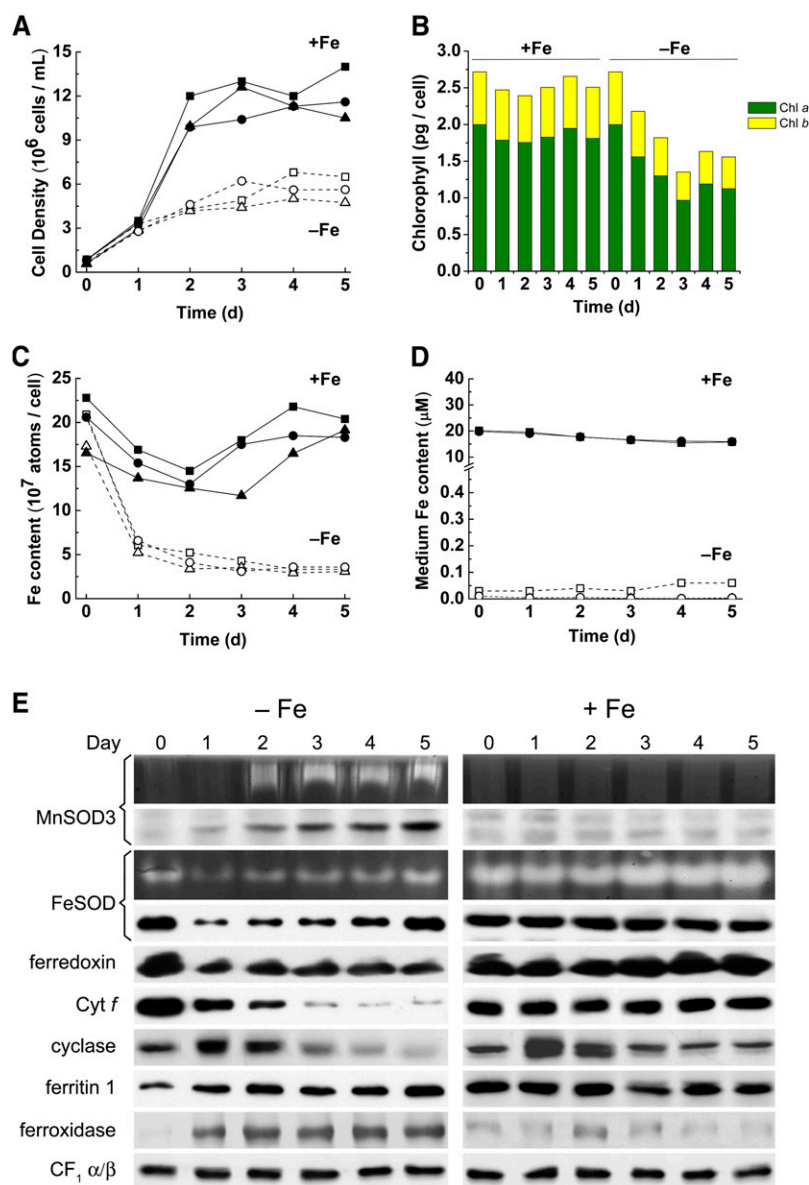 A
+Fe
–Fe
Cell Density (10⁶ cells / mL)
15
12
9
6
3
0
0 1 2 3 4 5
Time (d)
B
+Fe –Fe
Chlorophyll (pg / cell)
3.0
2.5
2.0
1.5
1.0
0.5
0.0
0 1 2 3 4 5 0 1 2 3 4 5
Time (d)
Chl a
Chl b
C
+Fe
–Fe
Fe content (10⁷ atoms / cell)
25
20
15
10
5
0
0 1 2 3 4 5
Time (d)
D
+Fe
–Fe
Medium Fe content (µM)
40
30
20
10
0.5
0.4
0.3
0.2
0.1
0.0
0 1 2 3 4 5
Time (d)
E
– Fe + Fe
Day 0 1 2 3 4 5 0 1 2 3 4 5
MnSOD3
FeSOD
ferredoxin
Cyt f
cyclase
ferritin 1
ferroxidase
CF₁ α/β